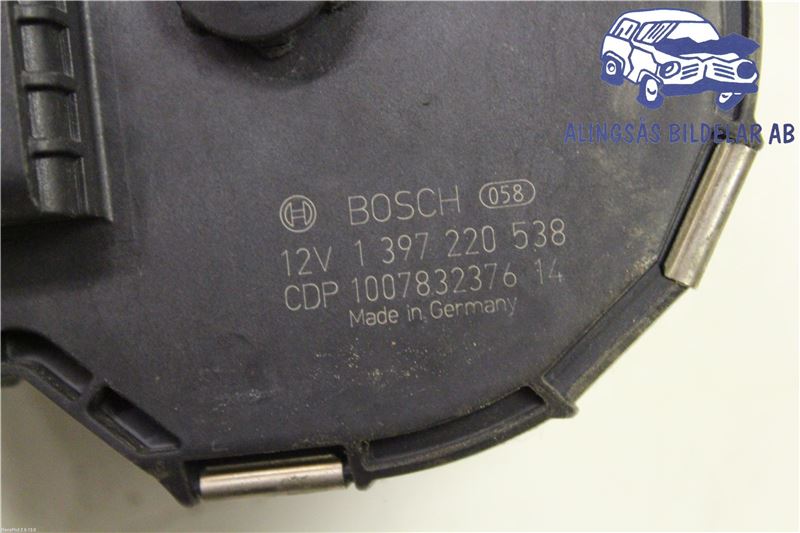 ALINGSÅS BILDELAR AB
BOSCH 058
12V 1 397 220 538
CDP 1007832376 14
Made in Germany